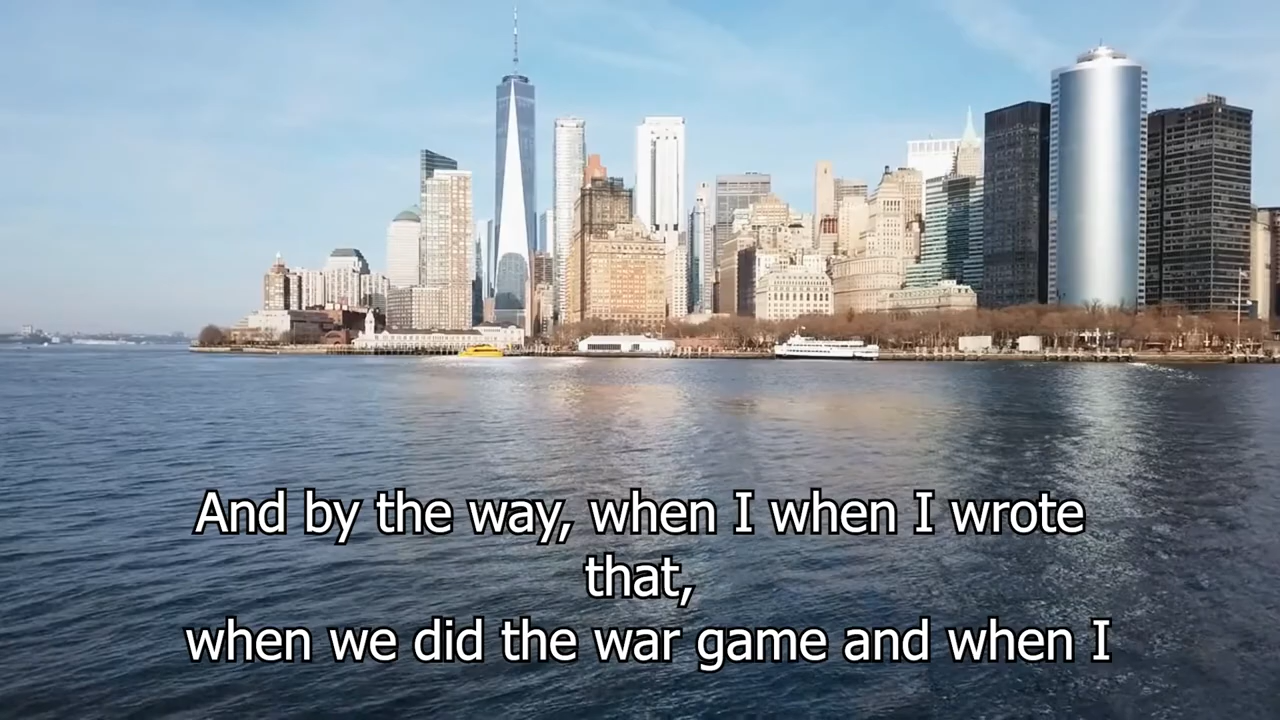 And by the way, when I when I wrote
that,
when we did the war game and when I